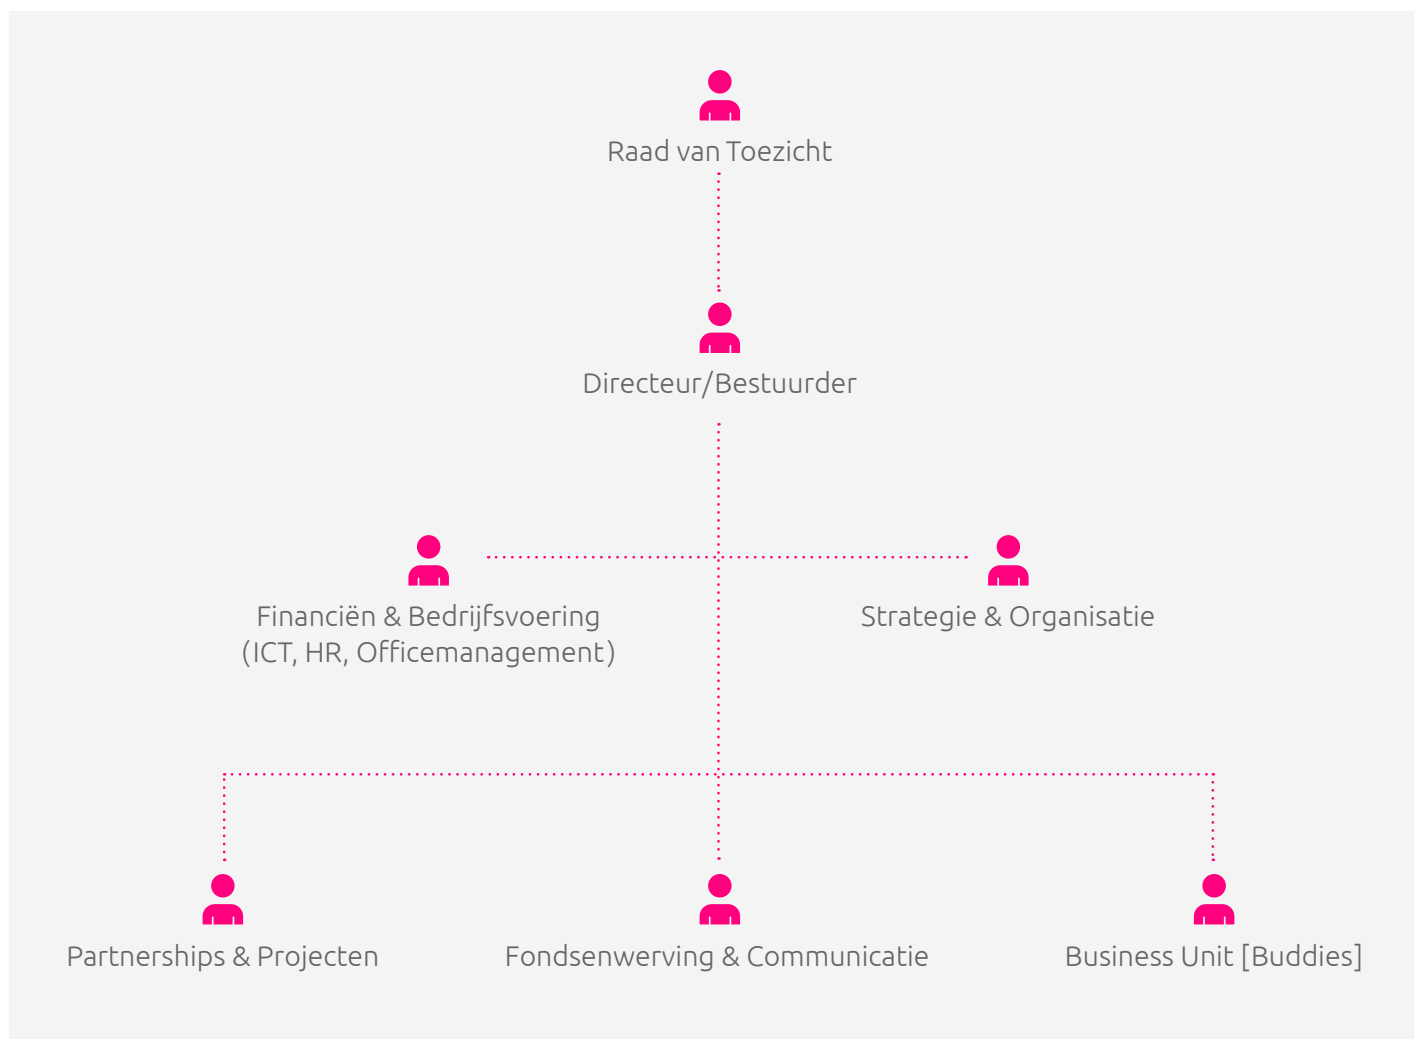 Raad van Toezicht
Directeur/Bestuurder
Financiën & Bedrijfsvoering
(ICT, HR, Officemanagement)
Strategie & Organisatie
Partnerships & Projecten
Fondsenwerving & Communicatie
Business Unit [Buddies]